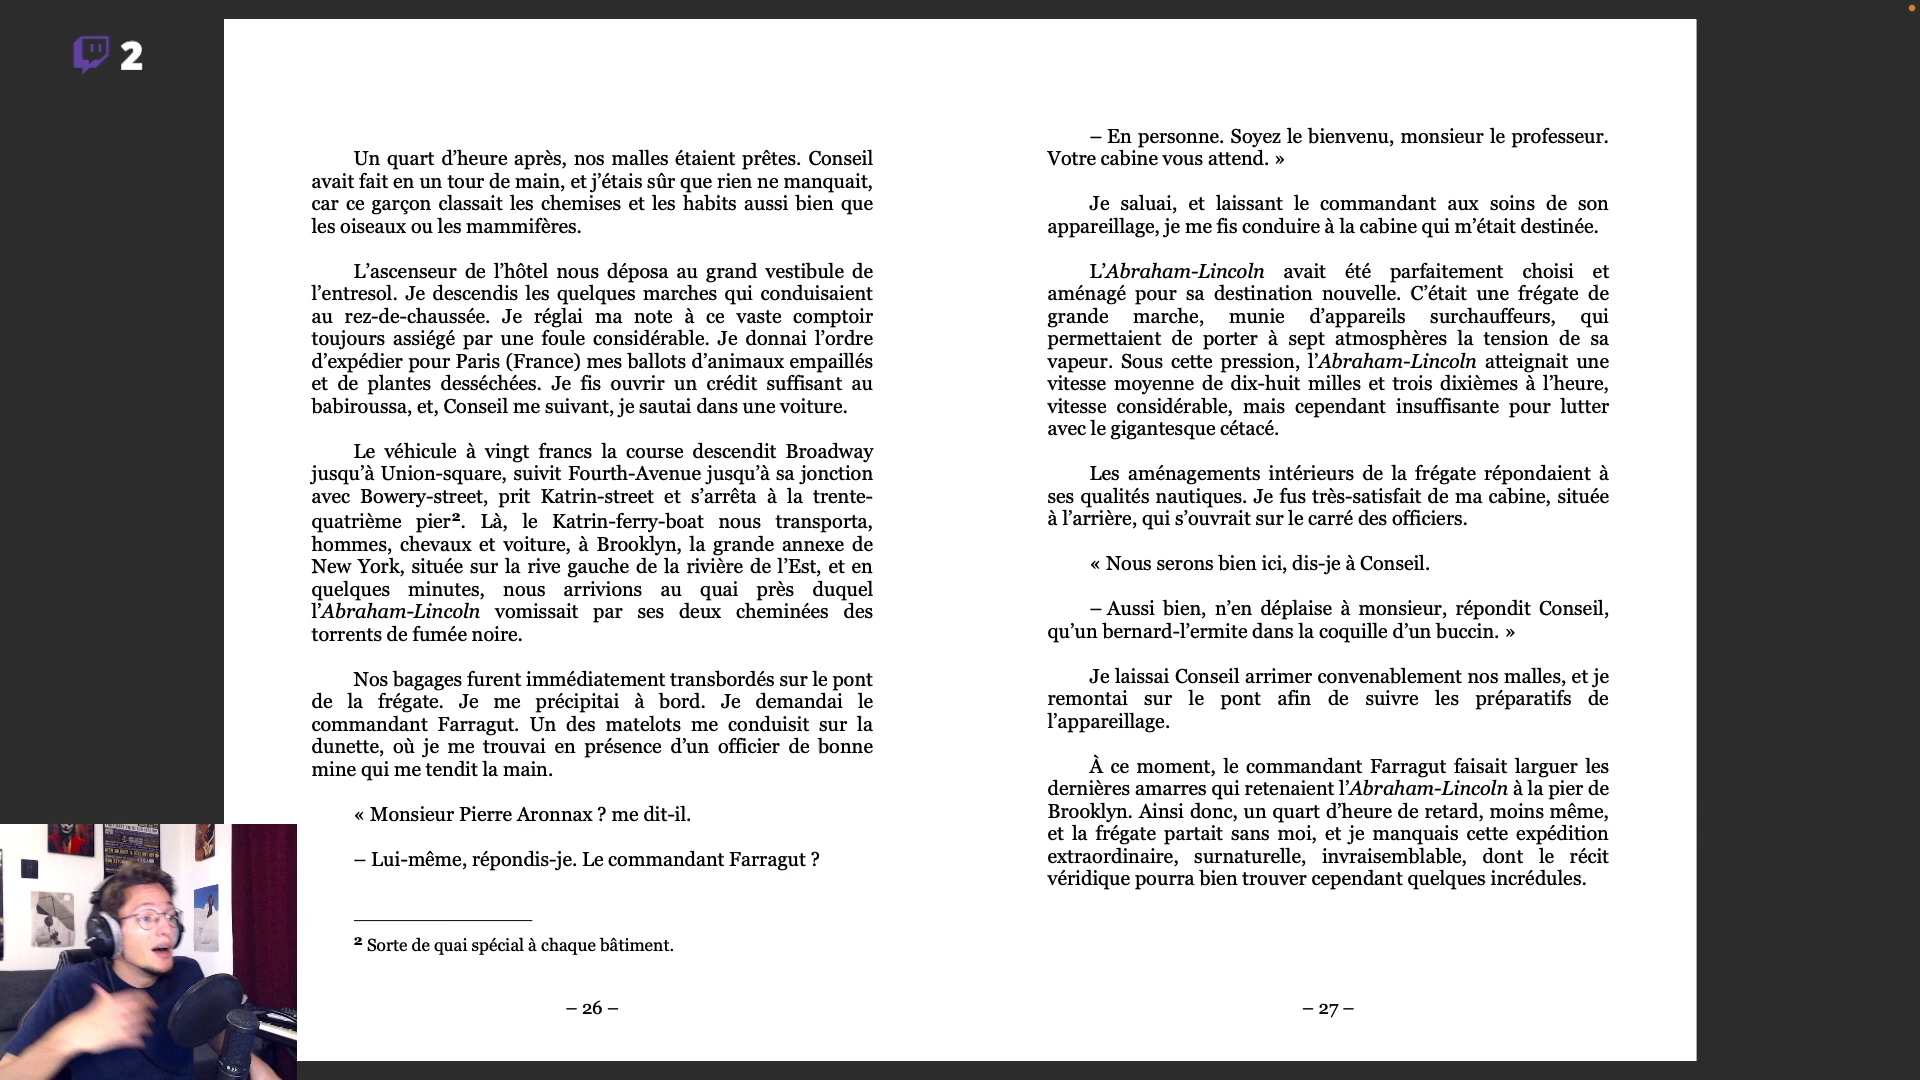 2
Un quart d’heure après, nos malles étaient prêtes. Conseil
avait fait en un tour de main, et j’étais sûr que rien ne manquait,
car ce garçon classait les chemises et les habits aussi bien que
les oiseaux ou les mammifères.
L’ascenseur de l’hôtel nous déposa au grand vestibule de
l’entresol. Je descendis les quelques marches qui conduisaient
au rez-de-chaussée. Je réglai ma note à ce vaste comptoir
toujours assiégé par une foule considérable. Je donnai l’ordre
d’expédier pour Paris (France) mes ballots d’animaux empaillés
et de plantes desséchées. Je fis ouvrir un crédit suffisant au
babiroussa, et, Conseil me suivant, je sautai dans une voiture.
Le véhicule à vingt francs la course descendit Broadway
jusqu’à Union-square, suivit Fourth-Avenue jusqu’à sa jonction
avec Bowery-street, prit Katrin-street et s’arrêta à la trente-
quatrième pier². Là, le Katrin-ferry-boat nous transporta,
hommes, chevaux et voiture, à Brooklyn, la grande annexe de
New York, située sur la rive gauche de la rivière de l’Est, et en
quelques minutes, nous arrivions au quai près duquel
l’Abraham-Lincoln vomissait par ses deux cheminées des
torrents de fumée noire.
Nos bagages furent immédiatement transbordés sur le pont
de la frégate. Je me précipitai à bord. Je demandai le
commandant Farragut. Un des matelots me conduisit sur la
dunette, où je me trouvai en présence d’un officier de bonne
mine qui me tendit la main.
« Monsieur Pierre Aronnax ? me dit-il.
– Lui-même, répondis-je. Le commandant Farragut ?
² Sorte de quai spécial à chaque bâtiment.
– 26 –
– En personne. Soyez le bienvenu, monsieur le professeur.
Votre cabine vous attend. »
Je saluai, et laissant le commandant aux soins de son
appareillage, je me fis conduire à la cabine qui m’était destinée.
L’Abraham-Lincoln avait été parfaitement choisi et
aménagé pour sa destination nouvelle. C’était une frégate de
grande marche, munie d’appareils surchauffeurs, qui
permettaient de porter à sept atmosphères la tension de sa
vapeur. Sous cette pression, l’Abraham-Lincoln atteignait une
vitesse moyenne de dix-huit milles et trois dixièmes à l’heure,
vitesse considérable, mais cependant insuffisante pour lutter
avec le gigantesque cétacé.
Les aménagements intérieurs de la frégate répondaient à
ses qualités nautiques. Je fus très-satisfait de ma cabine, située
à l’arrière, qui s’ouvrait sur le carré des officiers.
« Nous serons bien ici, dis-je à Conseil.
– Aussi bien, n’en déplaise à monsieur, répondit Conseil,
qu’un bernard-l’ermite dans la coquille d’un buccin. »
Je laissai Conseil arrimer convenablement nos malles, et je
remontai sur le pont afin de suivre les préparatifs de
l’appareillage.
À ce moment, le commandant Farragut faisait larguer les
dernières amarres qui retenaient l’Abraham-Lincoln à la pier de
Brooklyn. Ainsi donc, un quart d’heure de retard, moins même,
et la frégate partait sans moi, et je manquais cette expédition
extraordinaire, surnaturelle, invraisemblable, dont le récit
véridique pourra bien trouver cependant quelques incrédules.
– 27 –